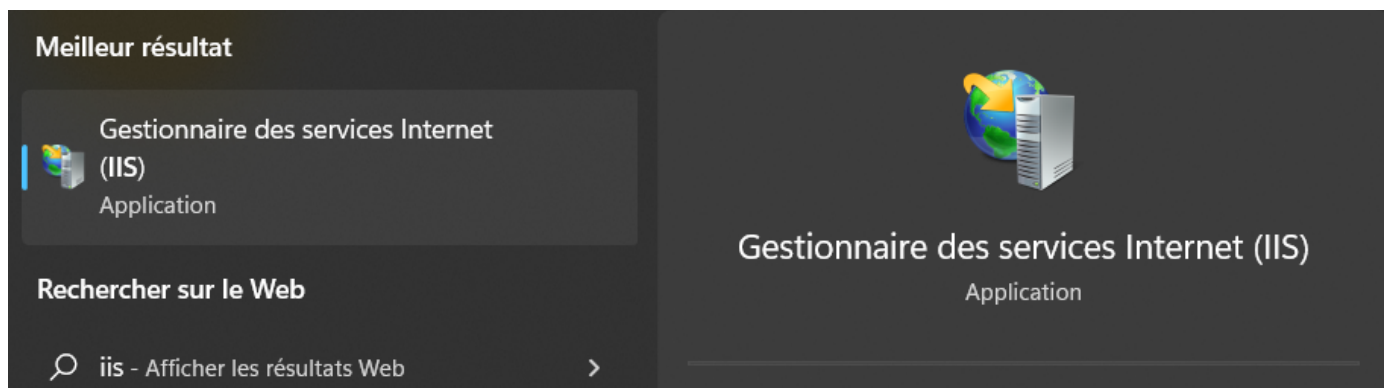 Meilleur résultat
Gestionnaire des services Internet
(IIS)
Application
Rechercher sur le Web
iis - Afficher les résultats Web
Gestionnaire des services Internet (IIS)
Application